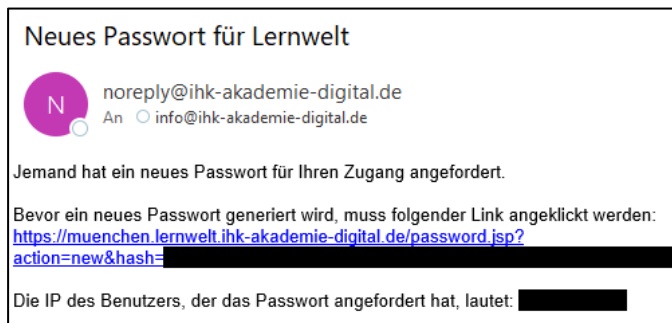 Neues Passwort für Lernwelt
N
noreply@ihk-akademie-digital.de
An info@ihk-akademie-digital.de
Jemand hat ein neues Passwort für Ihren Zugang angefordert.
Bevor ein neues Passwort generiert wird, muss folgender Link angeklickt werden:
https://muenchen.lernwelt.ihk-akademie-digital.de/password.jsp?
action=new&hash=
Die IP des Benutzers, der das Passwort angefordert hat, lautet: